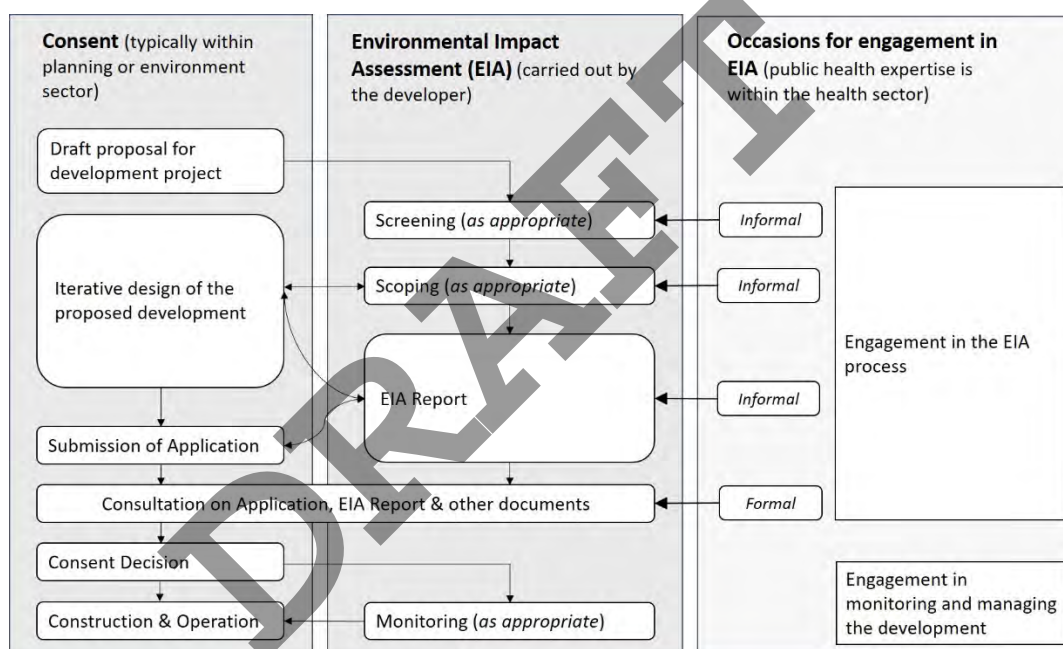 Consent (typically within
planning or environment
sector)
Environmental Impact
Assessment (EIA) (carried out by
the developer)
Occasions for engagement in
EIA (public health expertise is
within the health sector)
Draft proposal for
development project
Screening (as appropriate)
Informal
Iterative design of the
proposed development
Scoping (as appropriate)
Informal
Engagement in the EIA
process
EIA Report
Informal
Submission of Application
Consultation on Application, EIA Report & other documents
Formal
Consent Decision
Engagement in
monitoring and managing
the development
Construction & Operation
Monitoring (as appropriate)
DRAFT